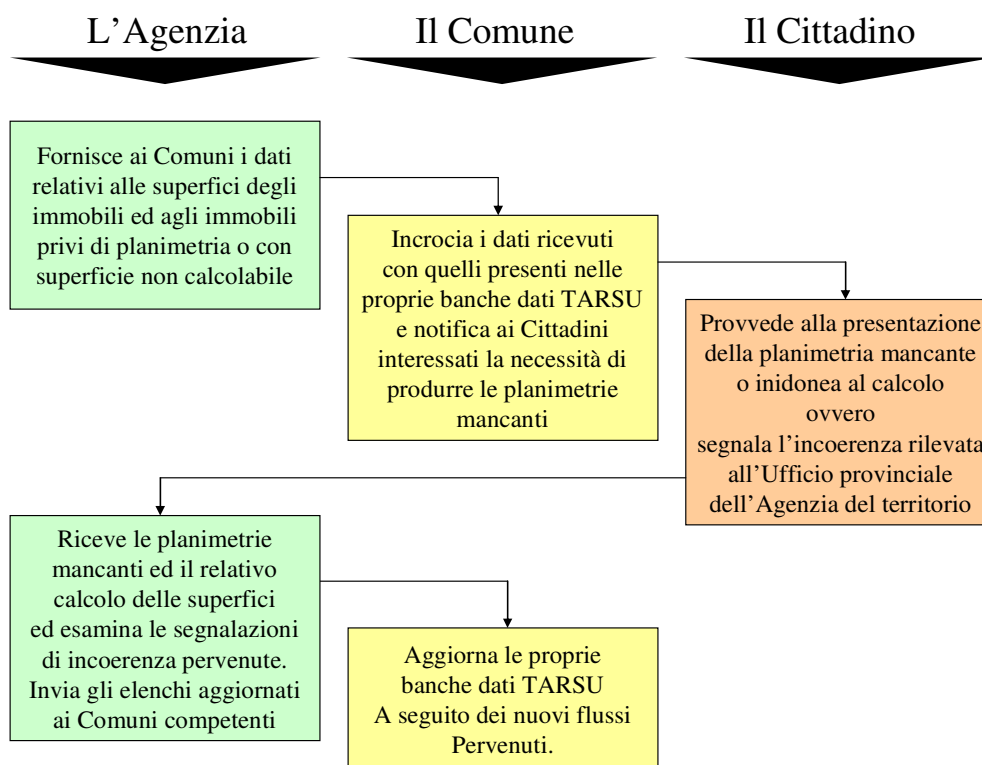 L'Agenzia
Il Comune
Il Cittadino
Fornisce ai Comuni i dati
relativi alle superfici degli
immobili ed agli immobili
privi di planimetria o con
superficie non calcolabile
Incrocia i dati ricevuti
con quelli presenti nelle
proprie banche dati TARSU
e notifica ai Cittadini
interessati la necessità di
produrre le planimetrie
mancanti
Provvede alla presentazione
della planimetria mancante
o inidonea al calcolo
ovvero
segnala l'incoerenza rilevata
all'Ufficio provinciale
dell'Agenzia del territorio
Riceve le planimetrie
mancanti ed il relativo
calcolo delle superfici
ed esamina le segnalazioni
di incoerenza pervenute.
Invia gli elenchi aggiornati
ai Comuni competenti
Aggiorna le proprie
banche dati TARSU
A seguito dei nuovi flussi
Pervenuti.